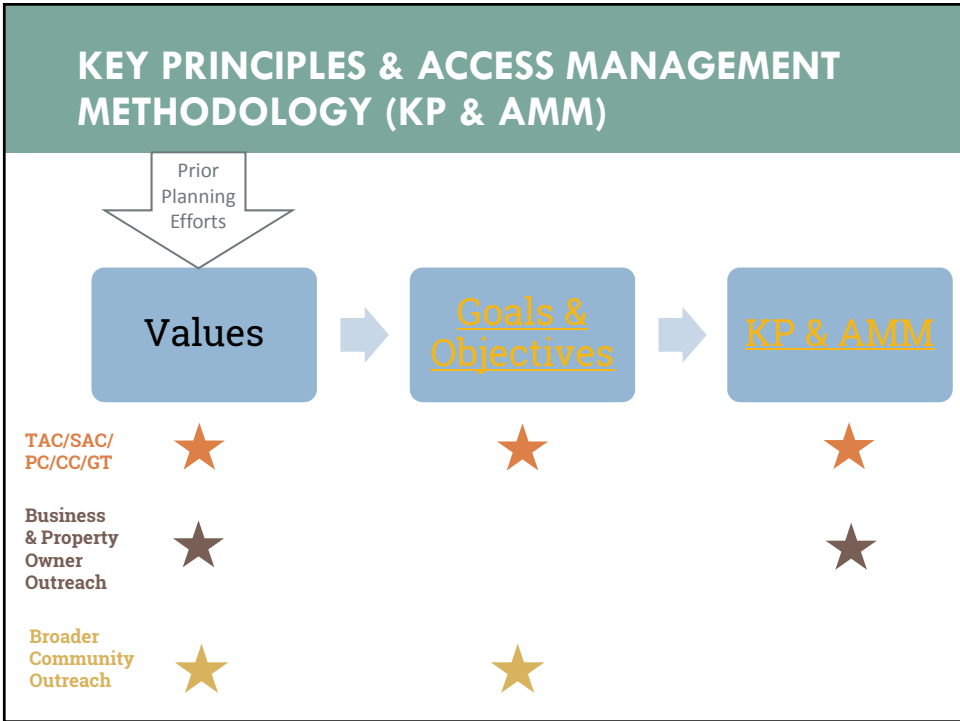 KEY PRINCIPLES & ACCESS MANAGEMENT
METHODOLOGY (KP & AMM)
Prior
Planning
Efforts
Values
Goals &
Objectives
KP & AMM
TAC/SAC/
PC/CC/GT
Business
& Property
Owner
Outreach
Broader
Community
Outreach